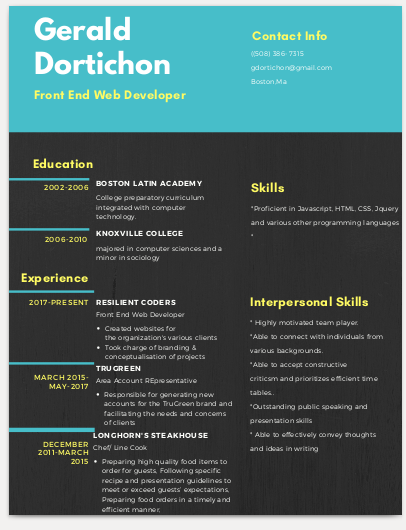 Gerald
Dortichon
Front End Web Developer
Contact Info
((508) 386-7315
gdortichon@gmail.com
Boston,Ma
Education
2002-2006
BOSTON LATIN ACADEMY
College preparatory curriculum
integrated with computer
technology.
2006-2010
KNOXVILLE COLLEGE
majored in computer sciences and a
minor in sociology
Skills
*Proficient in Javascript, HTML, CSS, Jquery
and various other programming languages
*
Experience
2017-PRESENT
RESILIENT CODERS
Front End Web Developer
• Created websites for
the organization's various clients
• Took charge of branding &
conceptualisation of projects
MARCH 2015-
MAY-2017
TRUGREEN
Area Account REpresentative
• Responsible for generating new
accounts for the TruGreen brand and
facilitating the needs and concerns
of clients
DECEMBER
2011-MARCH
2015
LONGHORN'S STEAKHOUSE
Chef/ Line Cook
• Preparing high quality food items to
order for guests. Following specific
recipe and presentation guidelines to
meet or exceed guests' expectations.
Preparing food orders in a timely and
efficient manner.
Interpersonal Skills
* Highly motivated team player.
*Able to connect with individuals from
various backgrounds.
*Able to accept constructive
criticsm and prioritizes efficient time
tables.
*Outstanding public speaking and
presentation skills
* Able to effectively convey thoughts
and ideas in writing